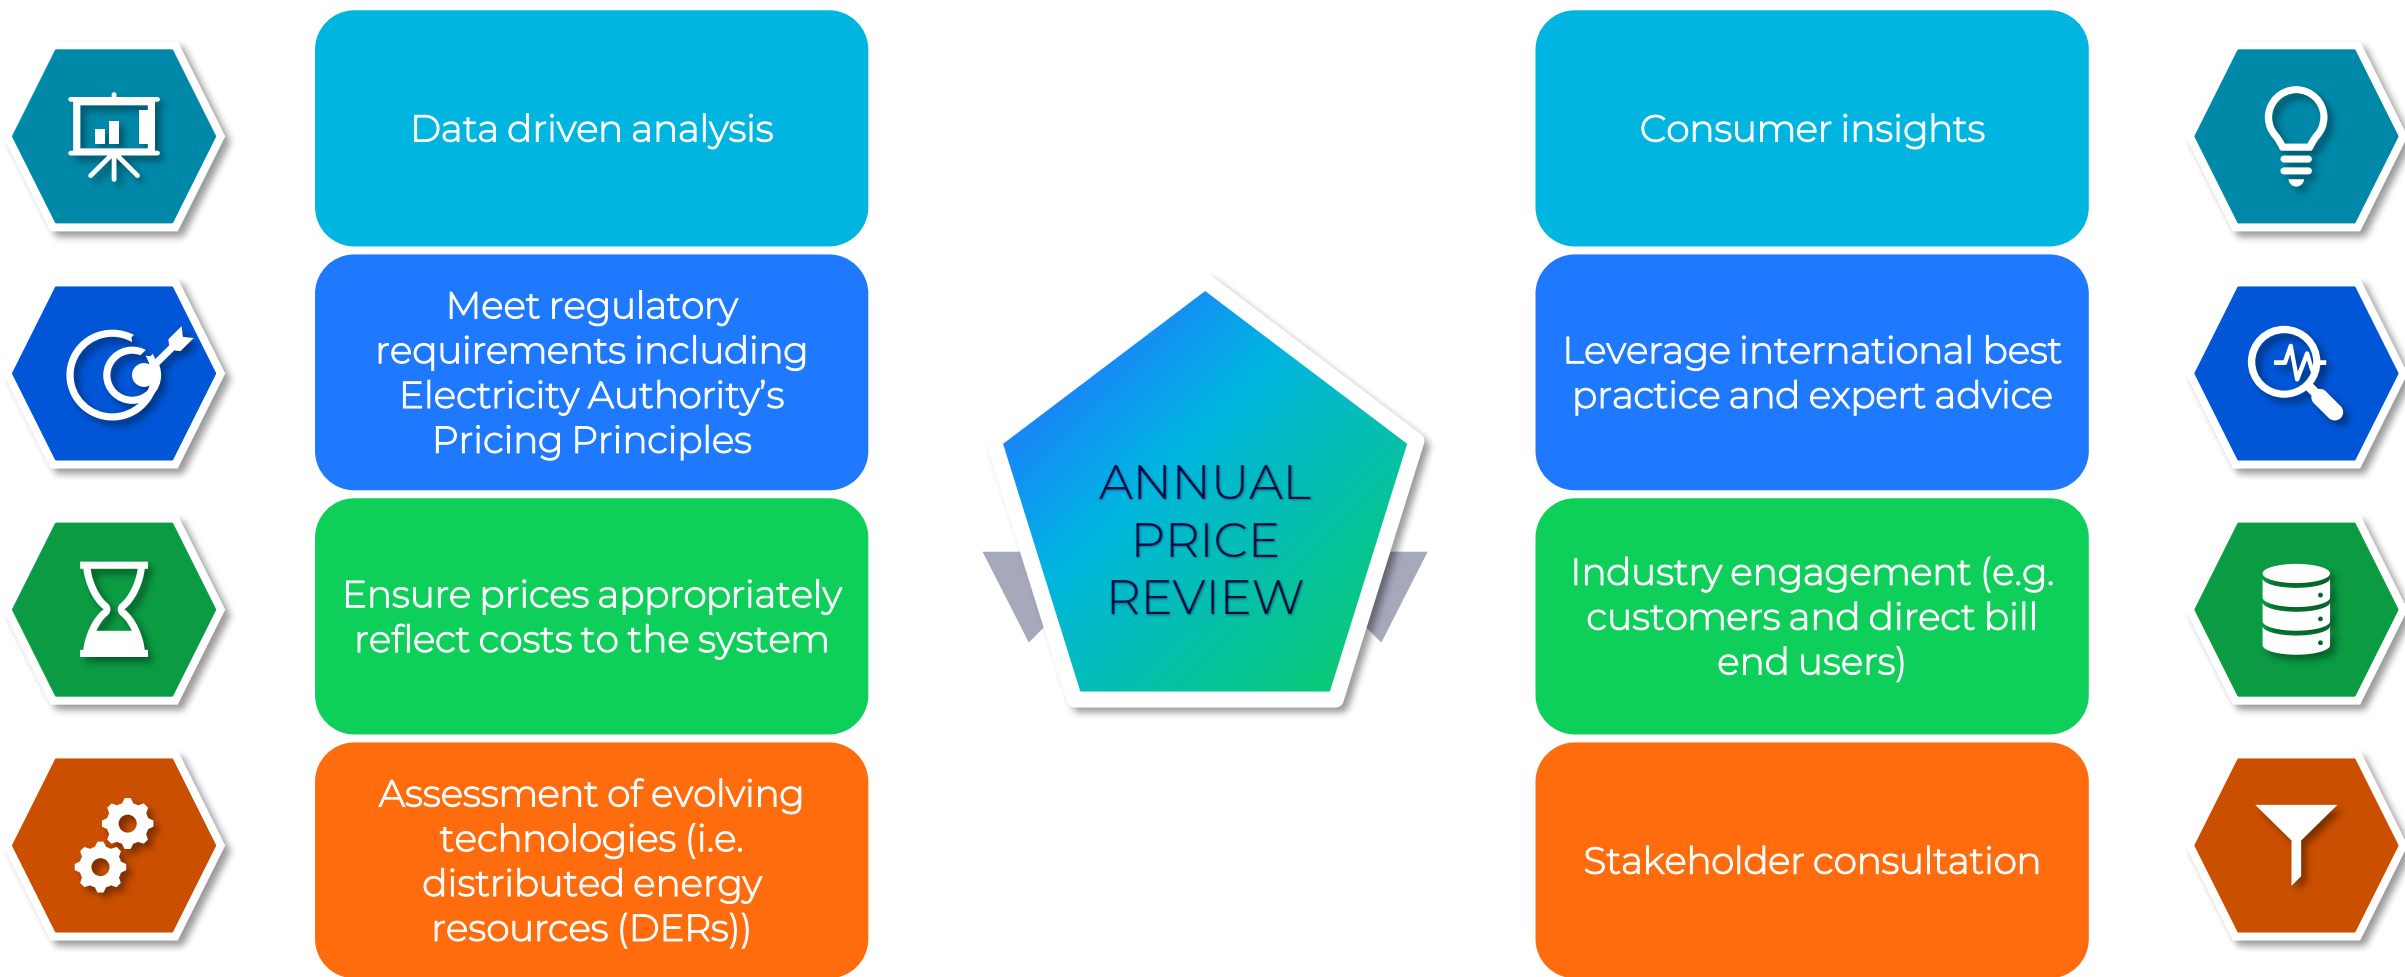 Data driven analysis
Meet regulatory
requirements including
Electricity Authority’s
Pricing Principles
Ensure prices appropriately
reflect costs to the system
Assessment of evolving
technologies (i.e.
distributed energy
resources (DERs))
ANNUAL
PRICE
REVIEW
Consumer insights
Leverage international best
practice and expert advice
Industry engagement (e.g.
customers and direct bill
end users)
Stakeholder consultation